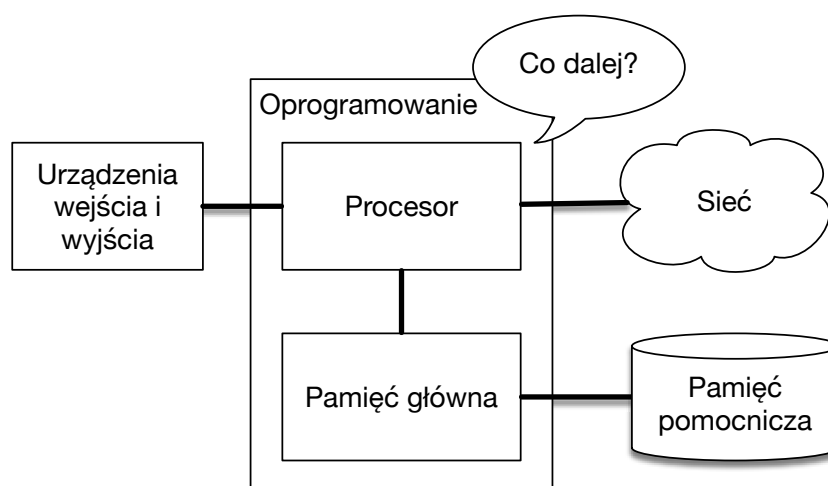 Co dalej?
Oprogramowanie
Urządzenia
wejścia i
wyjścia
Procesor
Sieć
Pamięć główna
Pamięć
pomocnicza